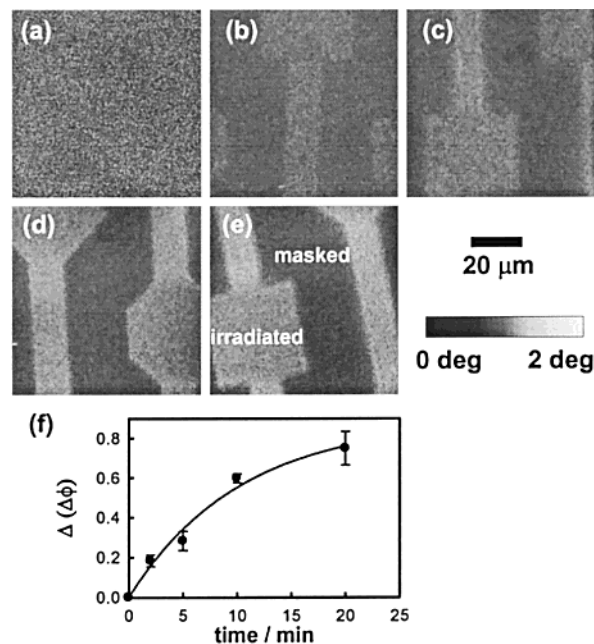 (a)
(b)
(c)
(d)
(e)
masked
irradiated
20 μm
0 deg 2 deg
(f)
Δ (Δϕ)
0.8
0.6
0.4
0.2
0.0
0 5 10 15 20 25
time / min